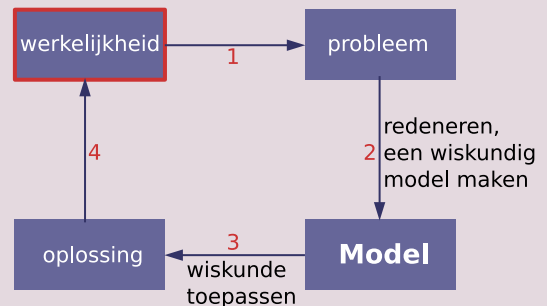 werkelijkheid
1
probleem
2
redeneren,
een wiskundig
model maken
4
oplossing
3
wiskunde
toepassen
Model